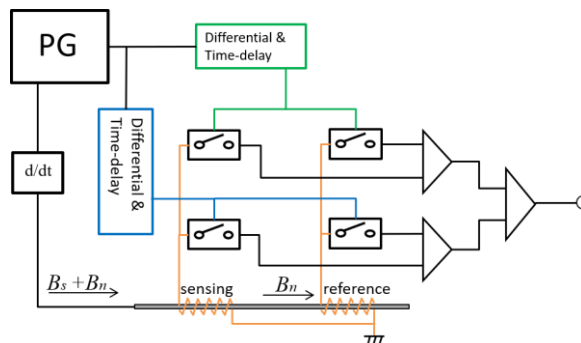 PG
Differential &
Time-delay
Differential &
Time-delay
d/dt
Bs + Bn
sensing
Bn
reference